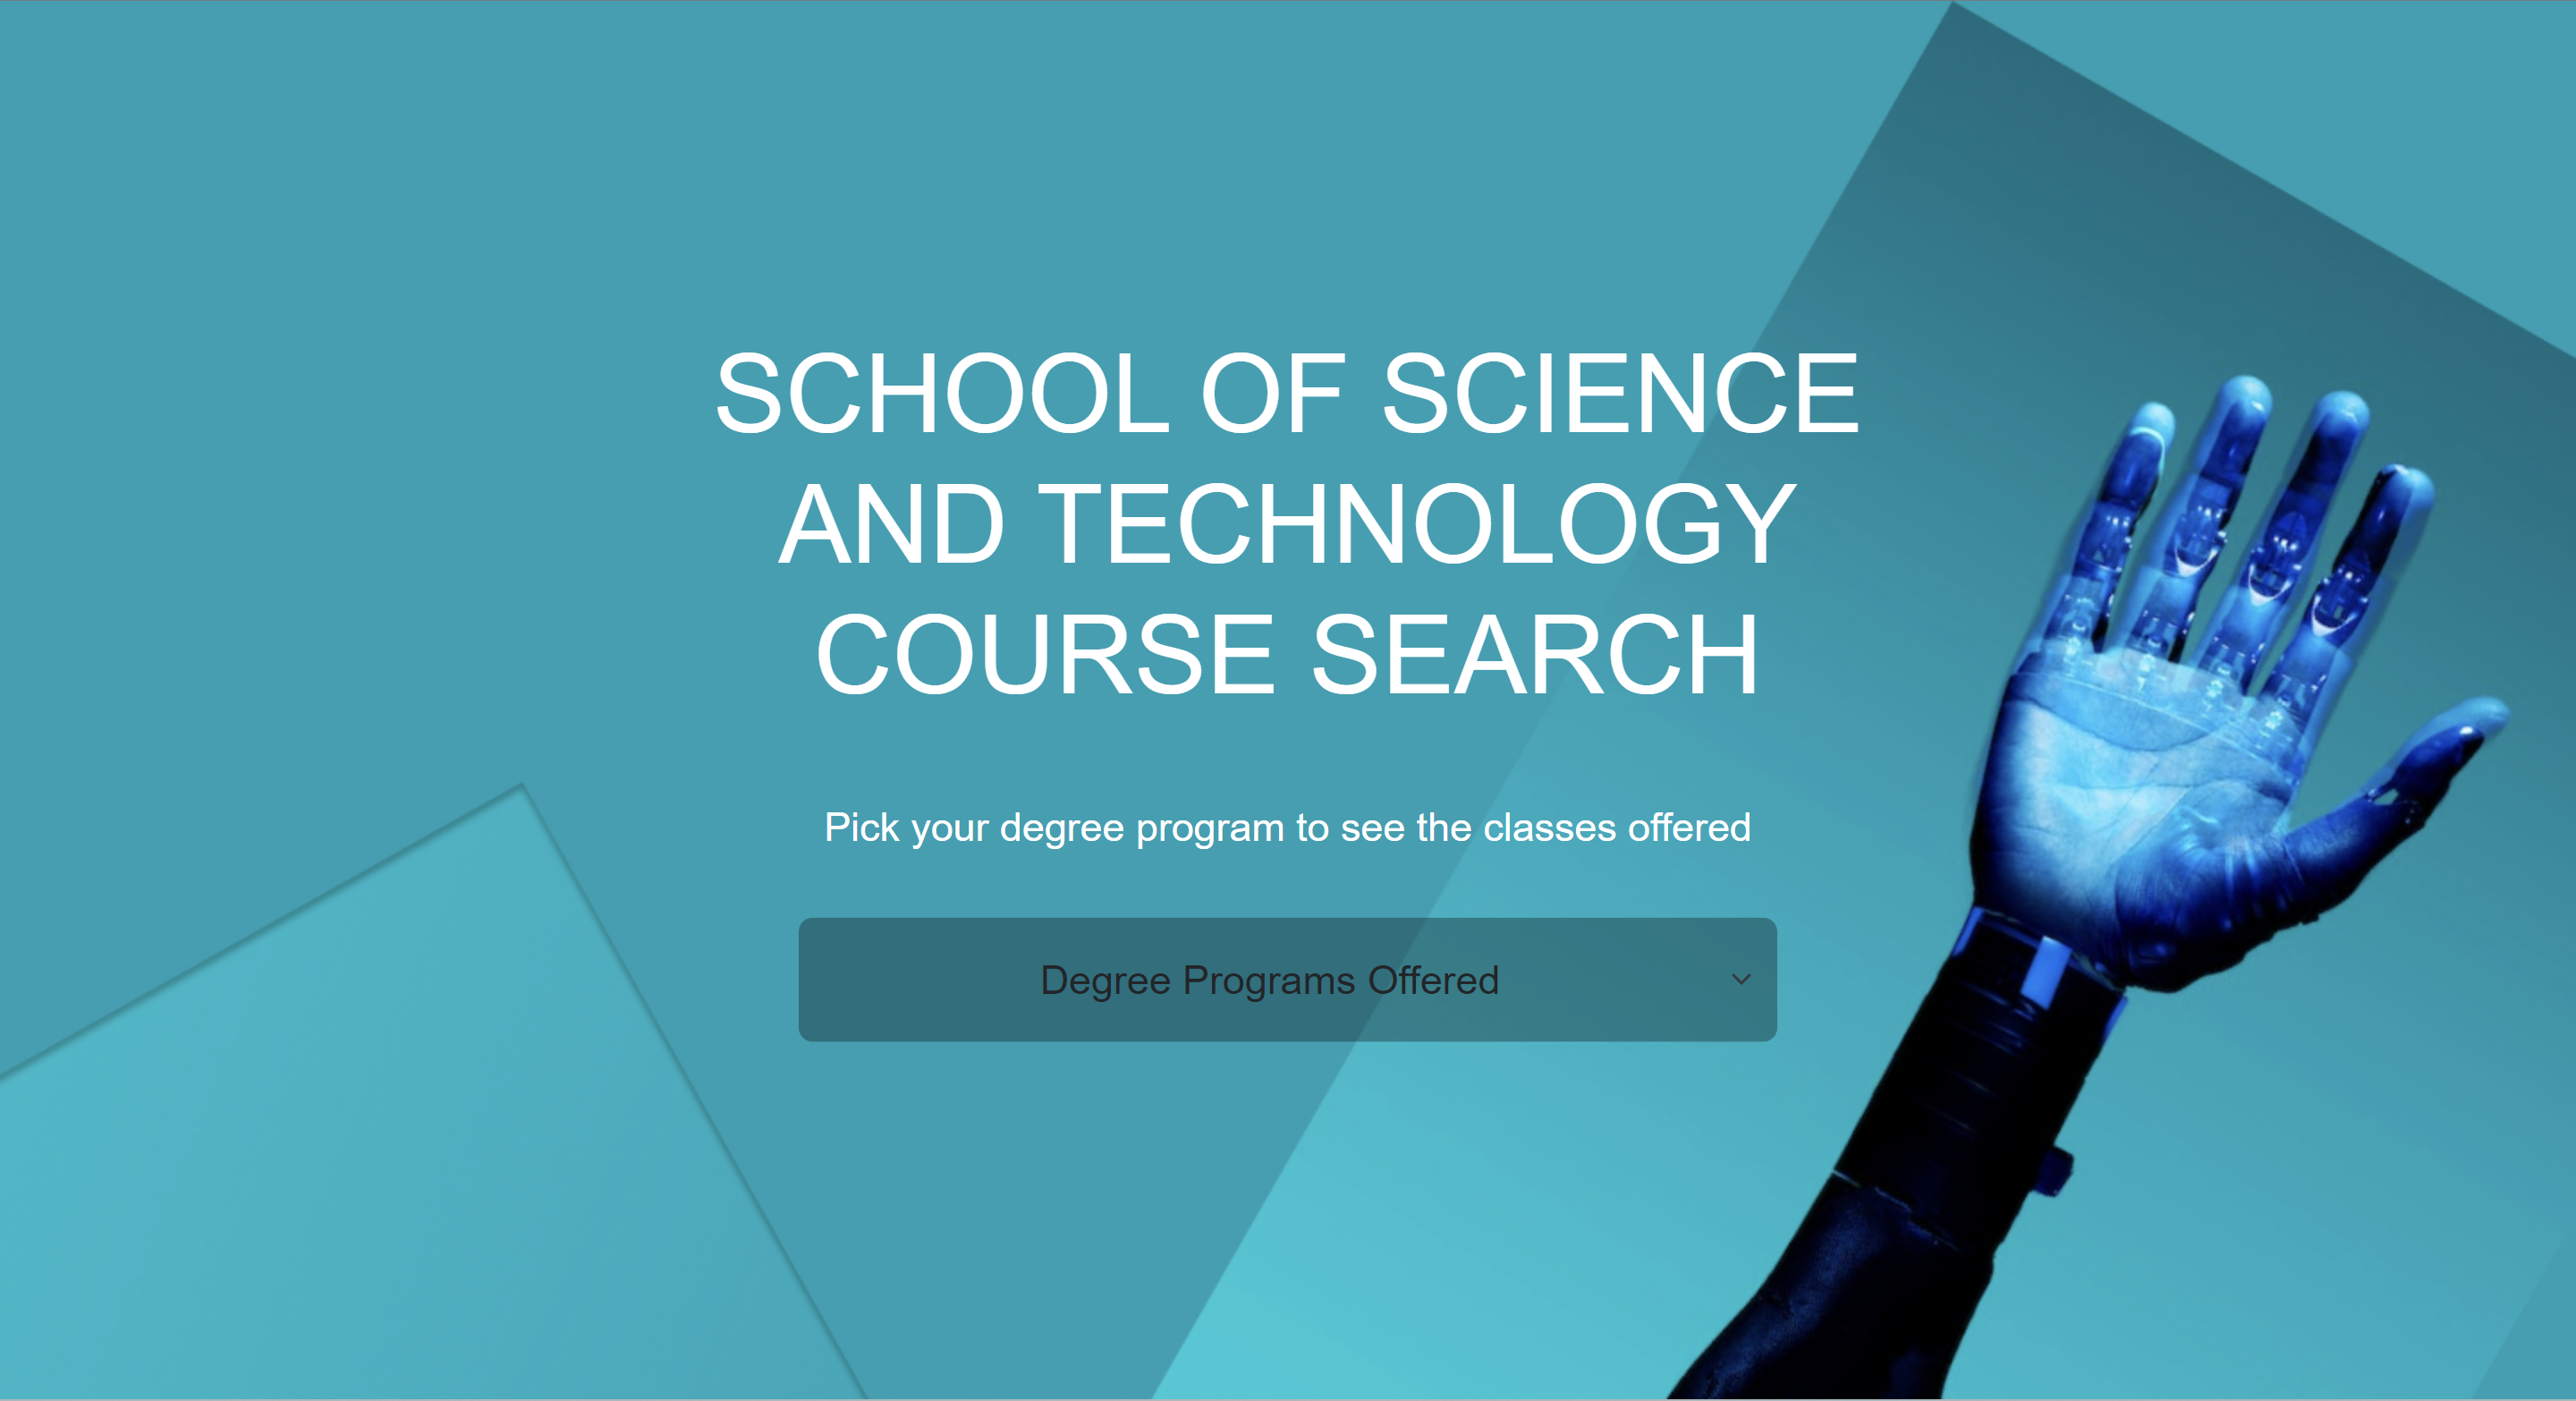 SCHOOL OF SCIENCE
AND TECHNOLOGY
COURSE SEARCH
Pick your degree program to see the classes offered
Degree Programs Offered